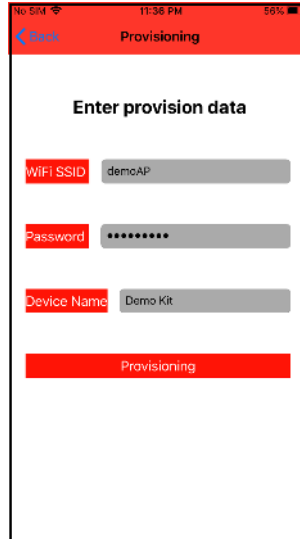 No SIM 11:36 PM 56%
Back Provisioning
Enter provision data
WiFi SSID demoAP
Password •••••••••
Device Name Demo Kit
Provisioning